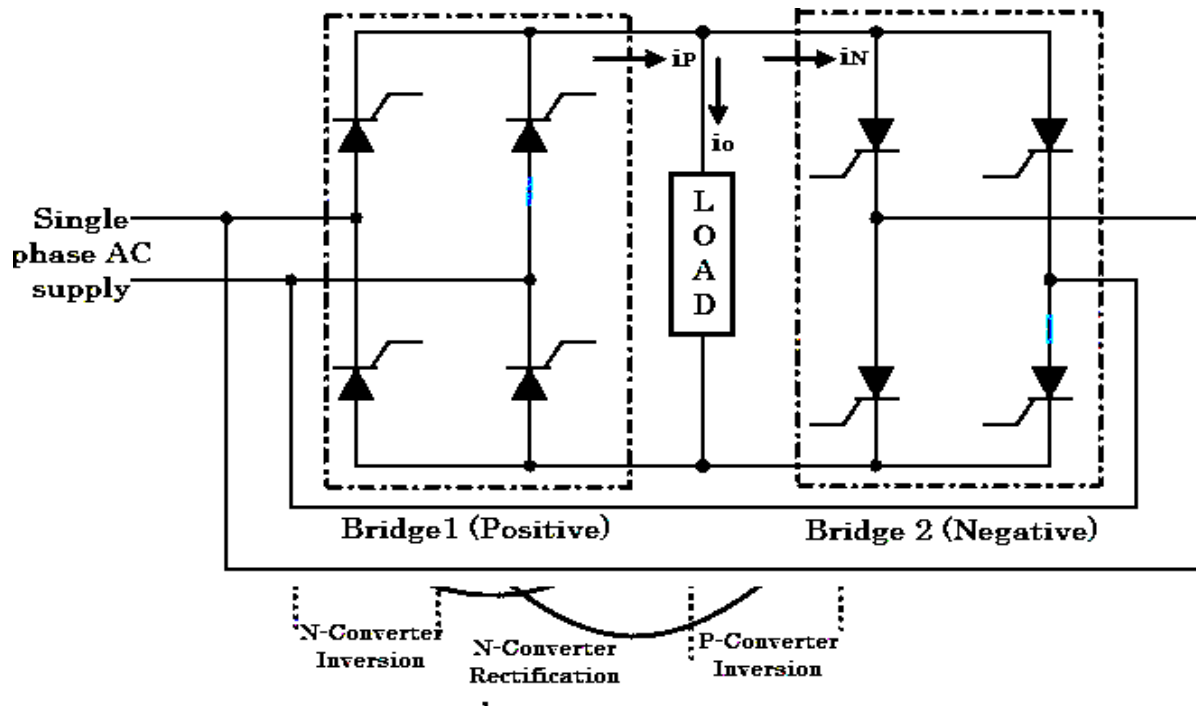 iP
iN
io
L
O
A
D
Single
phase AC
supply
Bridge1 (Positive)
Bridge 2 (Negative)
N-Converter
Inversion
N-Converter
Rectification
P-Converter
Inversion